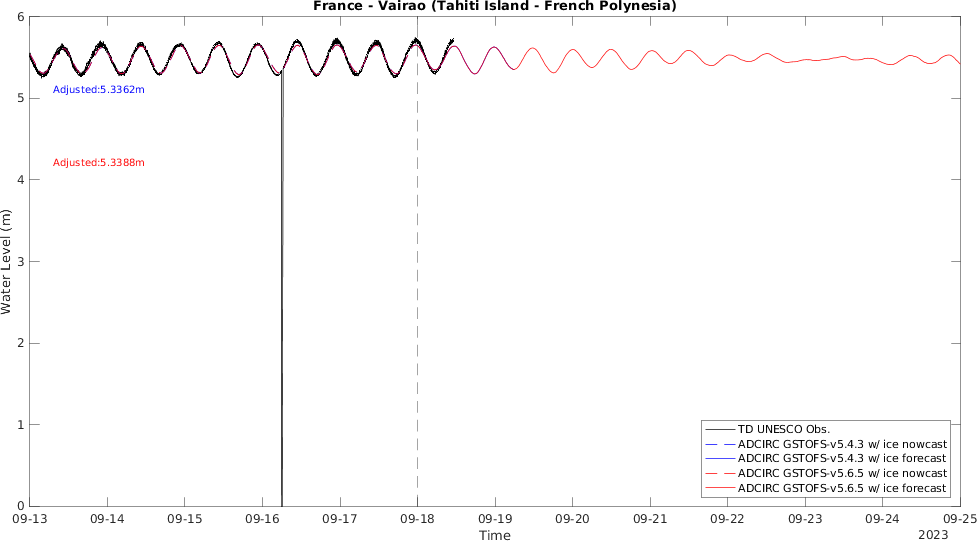 France - Vairao (Tahiti Island - French Polynesia)
6
5
4
3
2
1
0
Water Level (m)
Adjusted:5.3362m
Adjusted:5.3388m
TD UNESCO Obs.
ADCIRC GSTOFS-v5.4.3 w/ ice nowcast
ADCIRC GSTOFS-v5.4.3 w/ ice forecast
ADCIRC GSTOFS-v5.6.5 w/ ice nowcast
ADCIRC GSTOFS-v5.6.5 w/ ice forecast
09-13 09-14 09-15 09-16 09-17 09-18 09-19 09-20 09-21 09-22 09-23 09-24 09-25
Time
2023